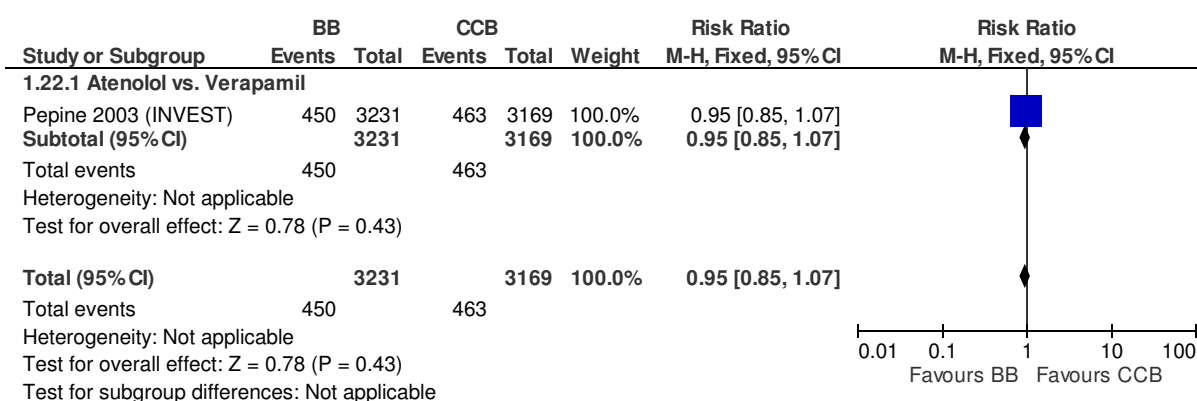 BB CCB Risk Ratio Risk Ratio
Study or Subgroup Events Total Events Total Weight M-H, Fixed, 95% CI M-H, Fixed, 95% CI
1.22.1 Atenolol vs. Verapamil
Pepine 2003 (INVEST) 450 3231 463 3169 100.0% 0.95 [0.85, 1.07]
Subtotal (95% CI) 3231 3169 100.0% 0.95 [0.85, 1.07]
Total events 450 463
Heterogeneity: Not applicable
Test for overall effect: Z = 0.78 (P = 0.43)
Total (95% CI) 3231 3169 100.0% 0.95 [0.85, 1.07]
Total events 450 463
Heterogeneity: Not applicable
Test for overall effect: Z = 0.78 (P = 0.43)
Test for subgroup differences: Not applicable
0.01 0.1 1 10 100
Favours BB Favours CCB